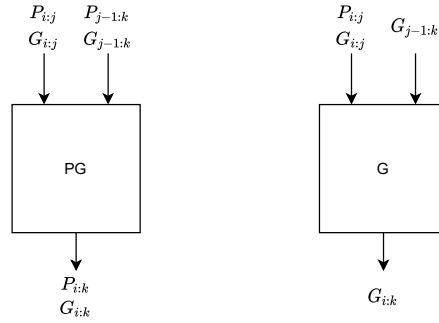 P_{i:j} P_{j-1:k} P_{i:j} G_{j-1:k}
G_{i:j} G_{j-1:k} G_{i:j}
PG G
P_{i:k} G_{i:k}
G_{i:k}